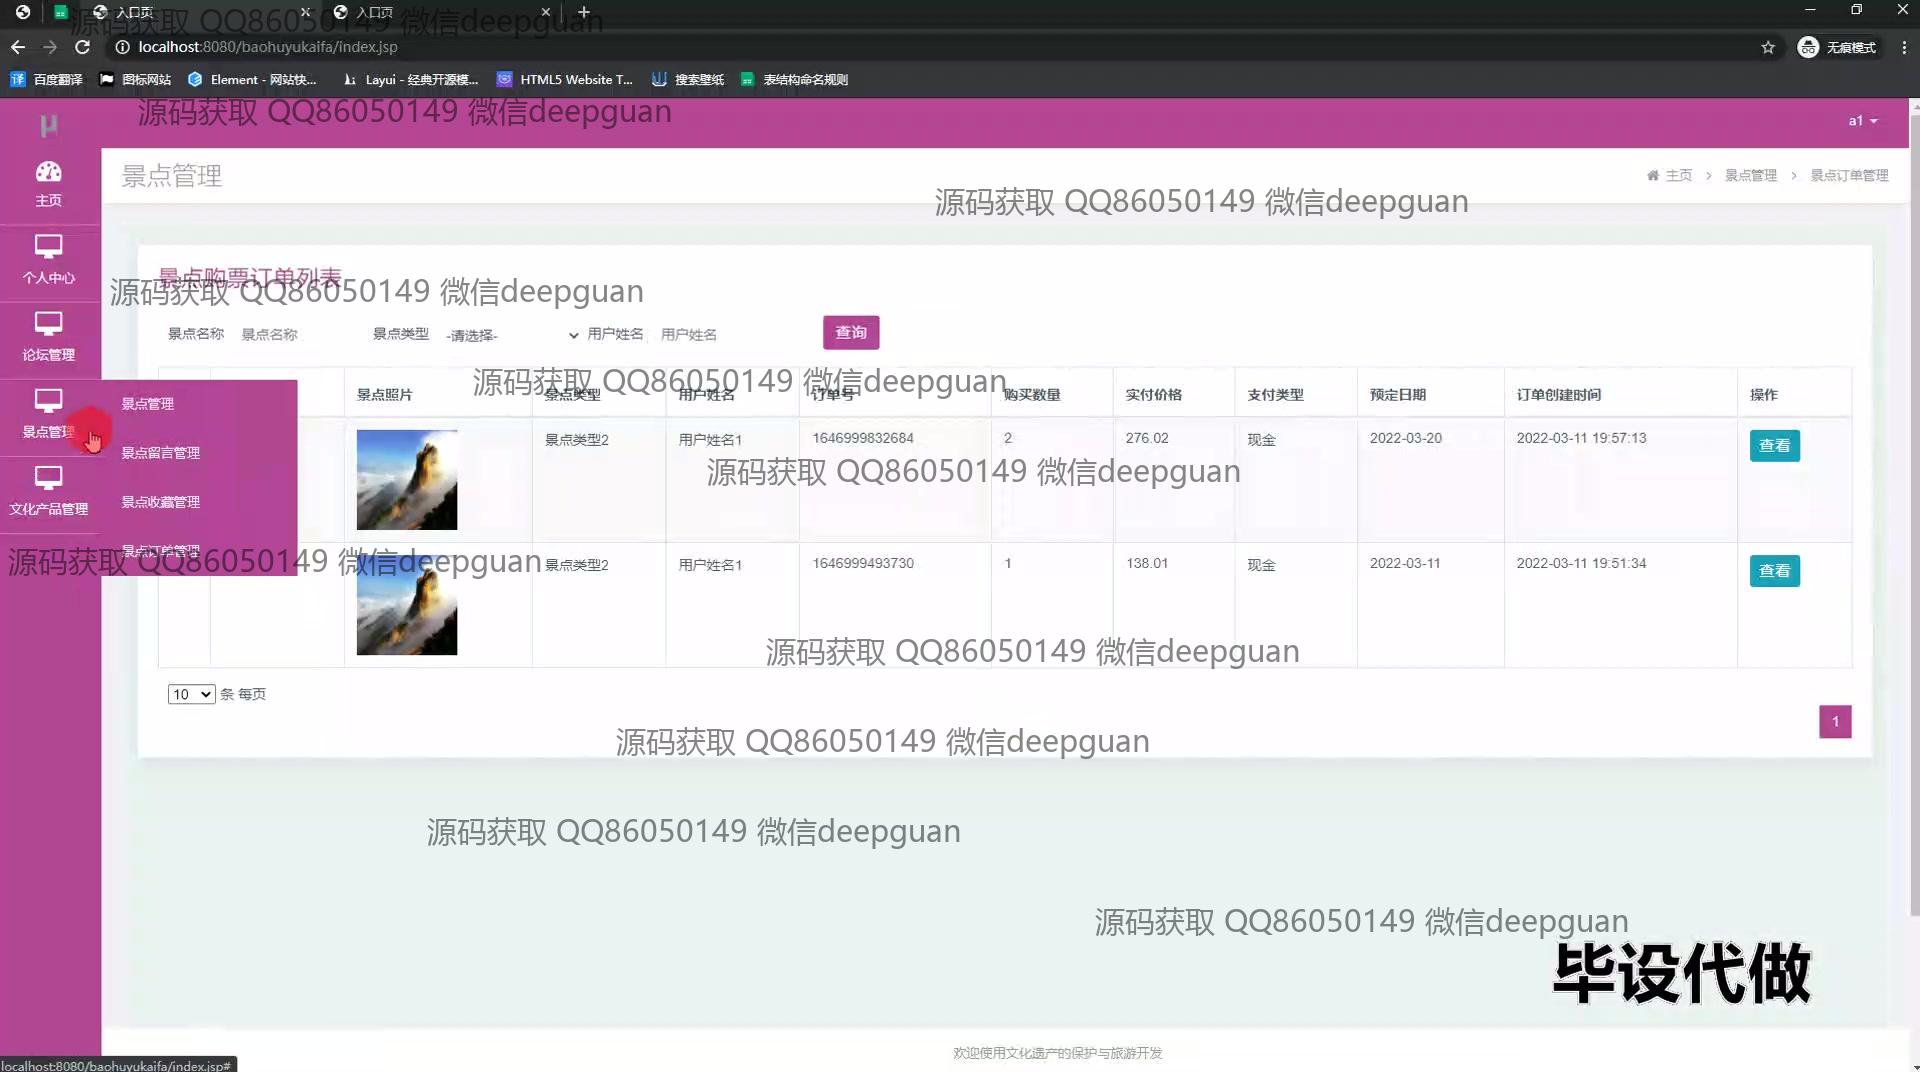 入口页
入口页
源码获取 QQ86050149 微信deepguan
localhost:8080/baohuyukaifa/index.jsp
无痕模式
百度翻译
图标网站
Element - 网站快...
Layui - 经典开源模...
HTML5 Website T...
搜索壁纸
表结构命名规则
源码获取 QQ86050149 微信deepguan
a1
景点管理
主页 > 景点管理 > 景点订单管理
源码获取 QQ86050149 微信deepguan
主页
个人中心
论坛管理
景点管理
文化产品管理
景点管理
景点留言管理
景点收藏管理
景点订单管理
景点购票订单列表
源码获取 QQ86050149 微信deepguan
景点名称 景点名称 景点类型 -请选择- 用户姓名 用户姓名 查询
源码获取 QQ86050149 微信deepguan
景点照片 景点类型 用户姓名 订单号 购买数量 实付价格 支付类型 预定日期 订单创建时间 操作
景点类型2 用户姓名1 1646999832684 2 276.02 现金 2022-03-20 2022-03-11 19:57:13 查看
源码获取 QQ86050149 微信deepguan
源码获取 QQ86050149 微信deepguan
景点类型2 用户姓名1 1646999493730 1 138.01 现金 2022-03-11 2022-03-11 19:51:34 查看
源码获取 QQ86050149 微信deepguan
10 条 每页
1
源码获取 QQ86050149 微信deepguan
源码获取 QQ86050149 微信deepguan
源码获取 QQ86050149 微信deepguan
毕设代做
欢迎使用文化遗产的保护与旅游开发
localhost:8080/baohuyukaifa/index.jsp#